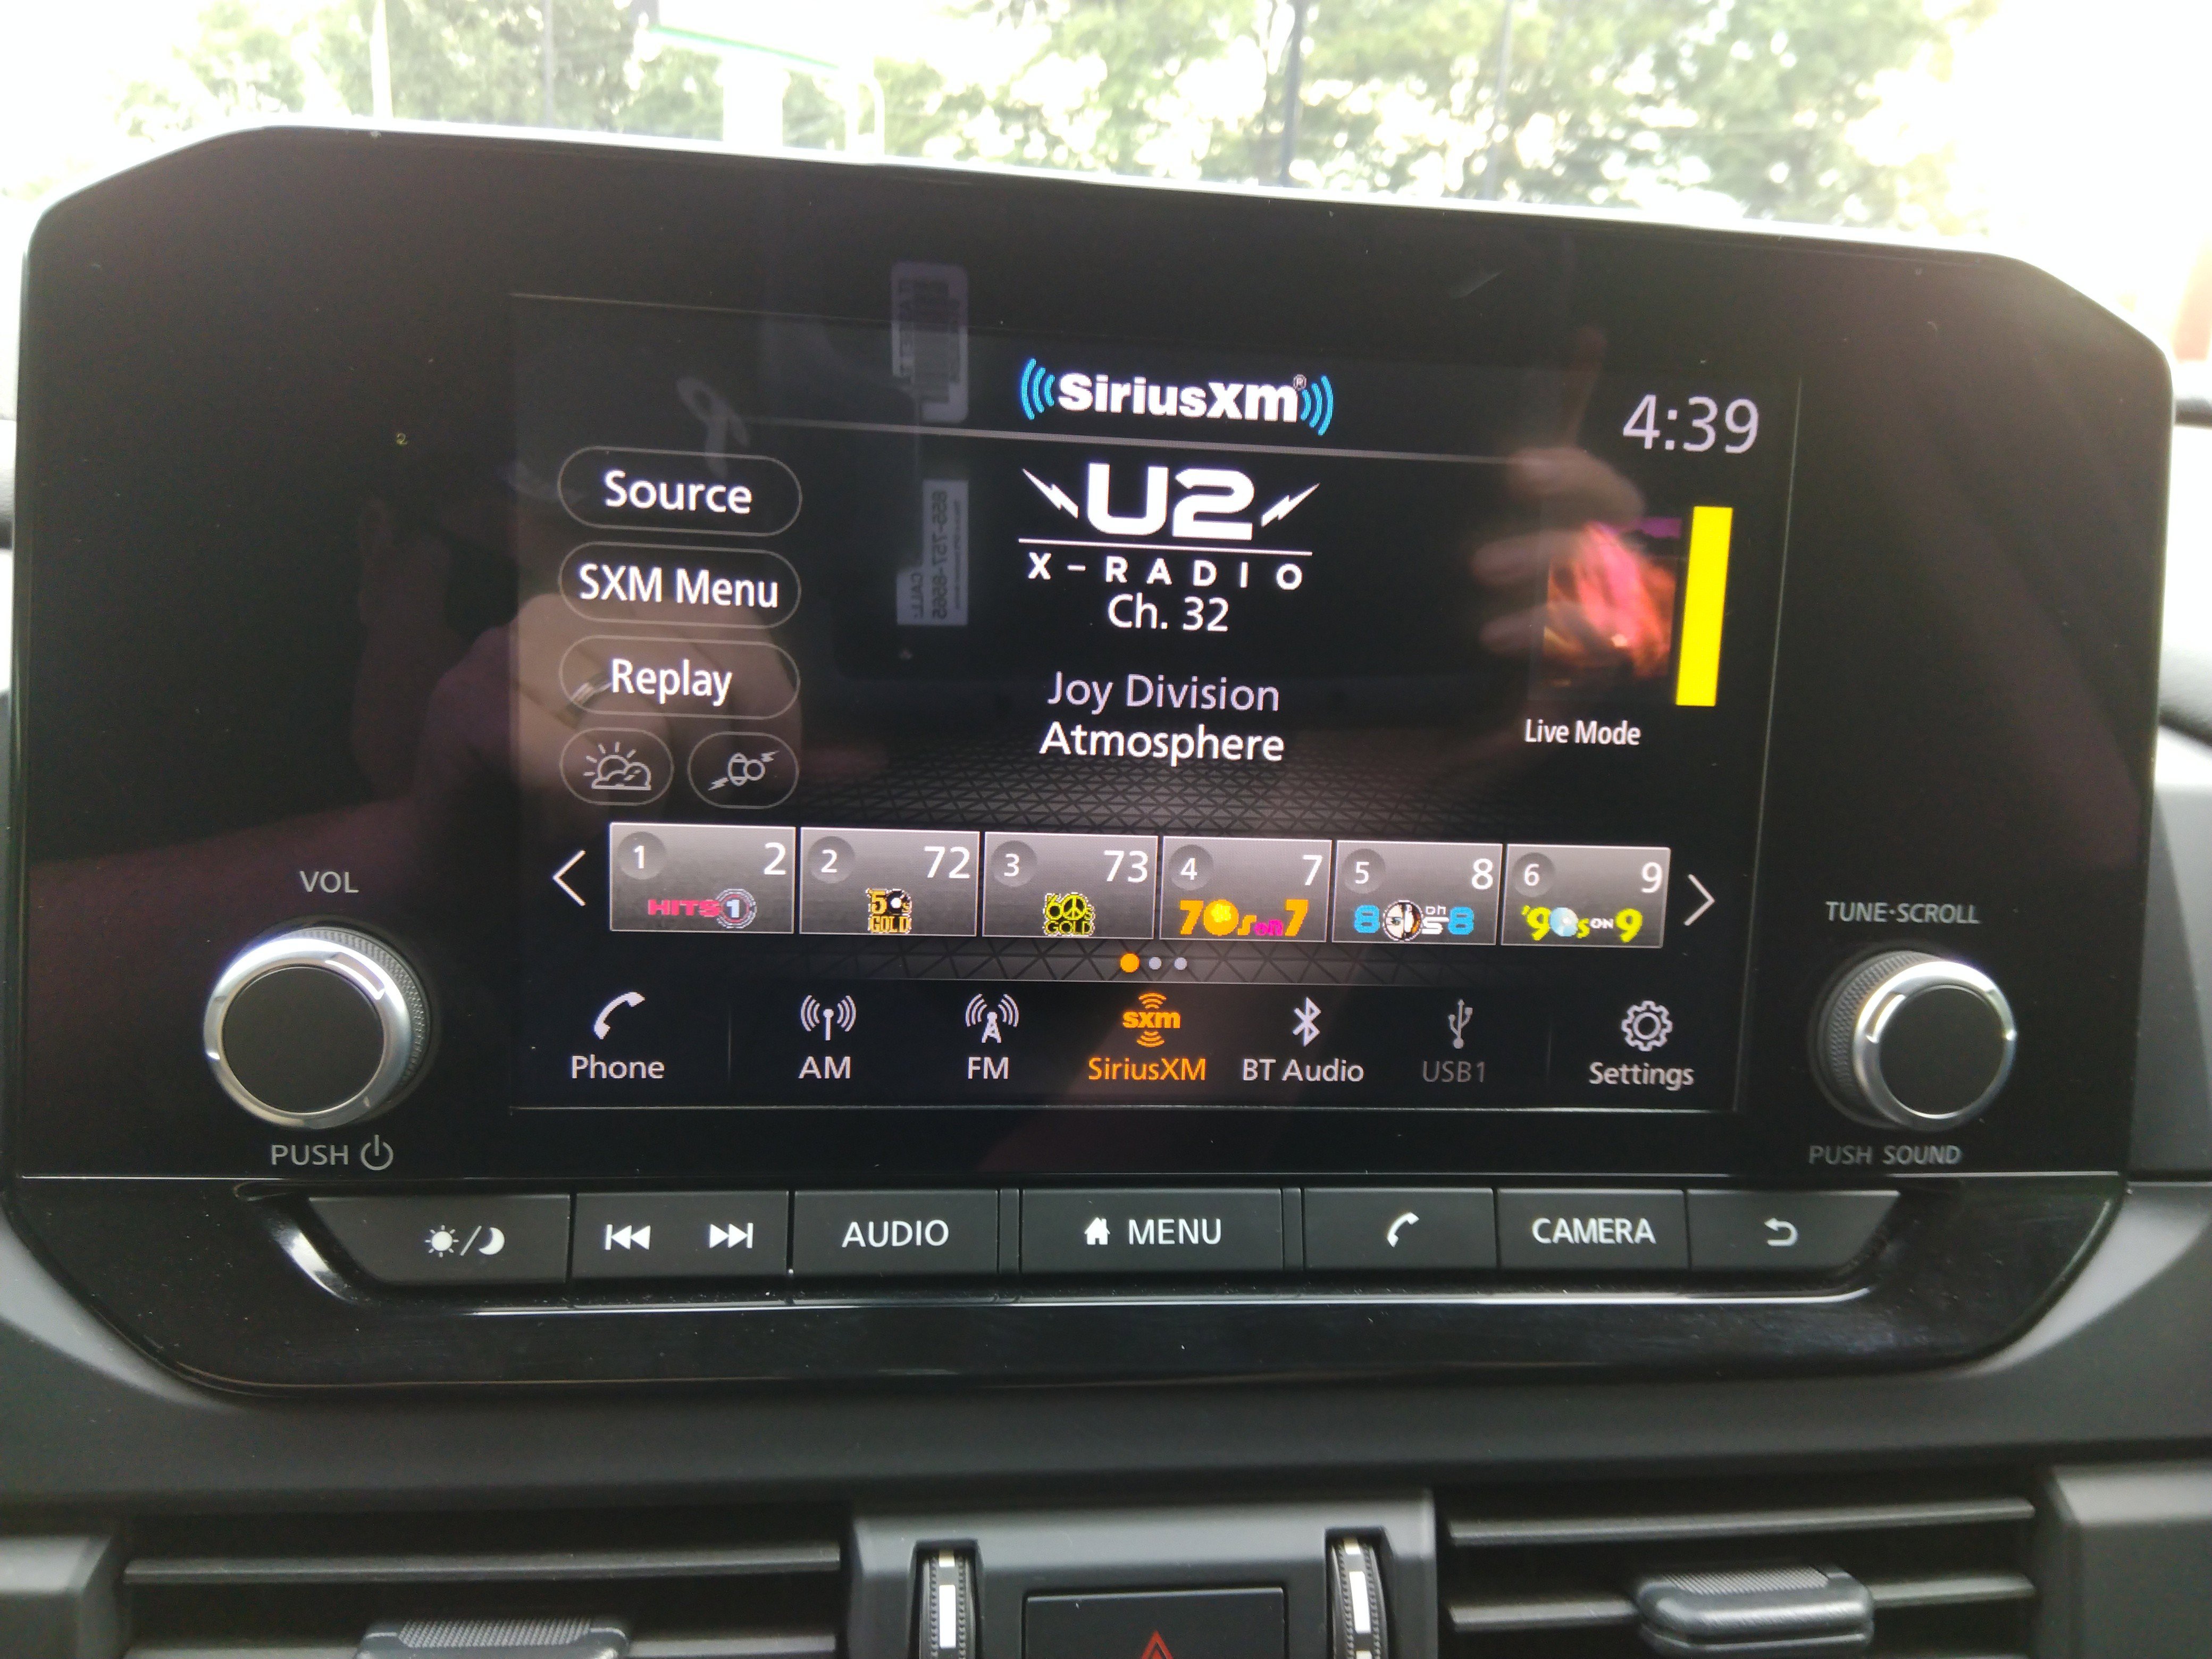 SiriusXM®
4:39
Source
U2
X-RADIO
Ch. 32
SXM Menu
Replay
Joy Division
Atmosphere
Live Mode
1 2 HITS 1
2 72 50s GOLD
3 73 60s GOLD
4 7 70s on 7
5 8 80s on 8
6 9 '90s ON 9
VOL
TUNE·SCROLL
Phone
AM
FM
sxm
SiriusXM
BT Audio
USB1
Settings
PUSH
PUSH SOUND
AUDIO
MENU
CAMERA